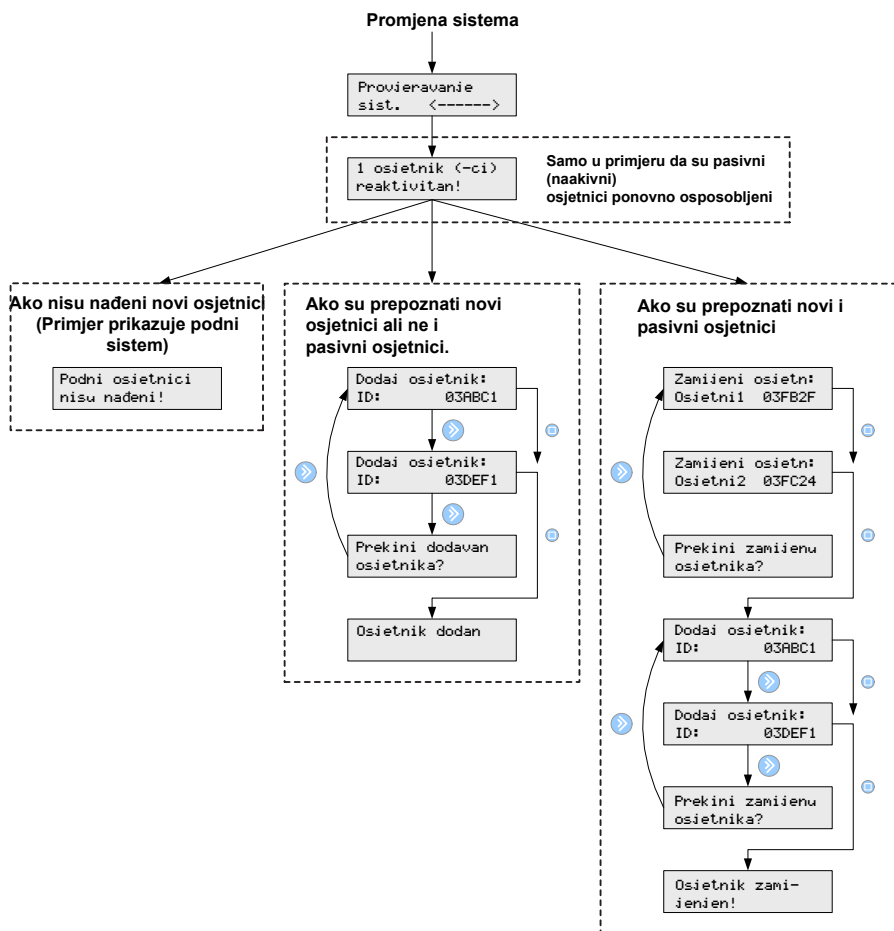 Promjena sistema
Provjeravanje
sist. <------>
1 osjetnik (-ci)
reaktivitan!
Samo u primjeru da su pasivni
(naakivni)
osjetnici ponovno osposobljeni
Ako nisu nađeni novi osjetnici
(Primjer prikazuje podni
sistem)
Podni osjetnici
nisu nađeni!
Ako su prepoznati novi
osjetnici ali ne i
pasivni osjetnici.
Dodaj osjetnik:
ID: 03ABC1
Dodaj osjetnik:
ID: 03DEF1
Prekini dodavan
osjetnika?
Osjetnik dodan
Ako su prepoznati novi i
pasivni osjetnici
Zamijeni osjetn:
Osjetni1 03FB2F
Zamijeni osjetn:
Osjetni2 03FC24
Prekini zamijenu
osjetnika?
Dodaj osjetnik:
ID: 03ABC1
Dodaj osjetnik:
ID: 03DEF1
Prekini zamijenu
osjetnika?
Osjetnik zami-
jenjen!